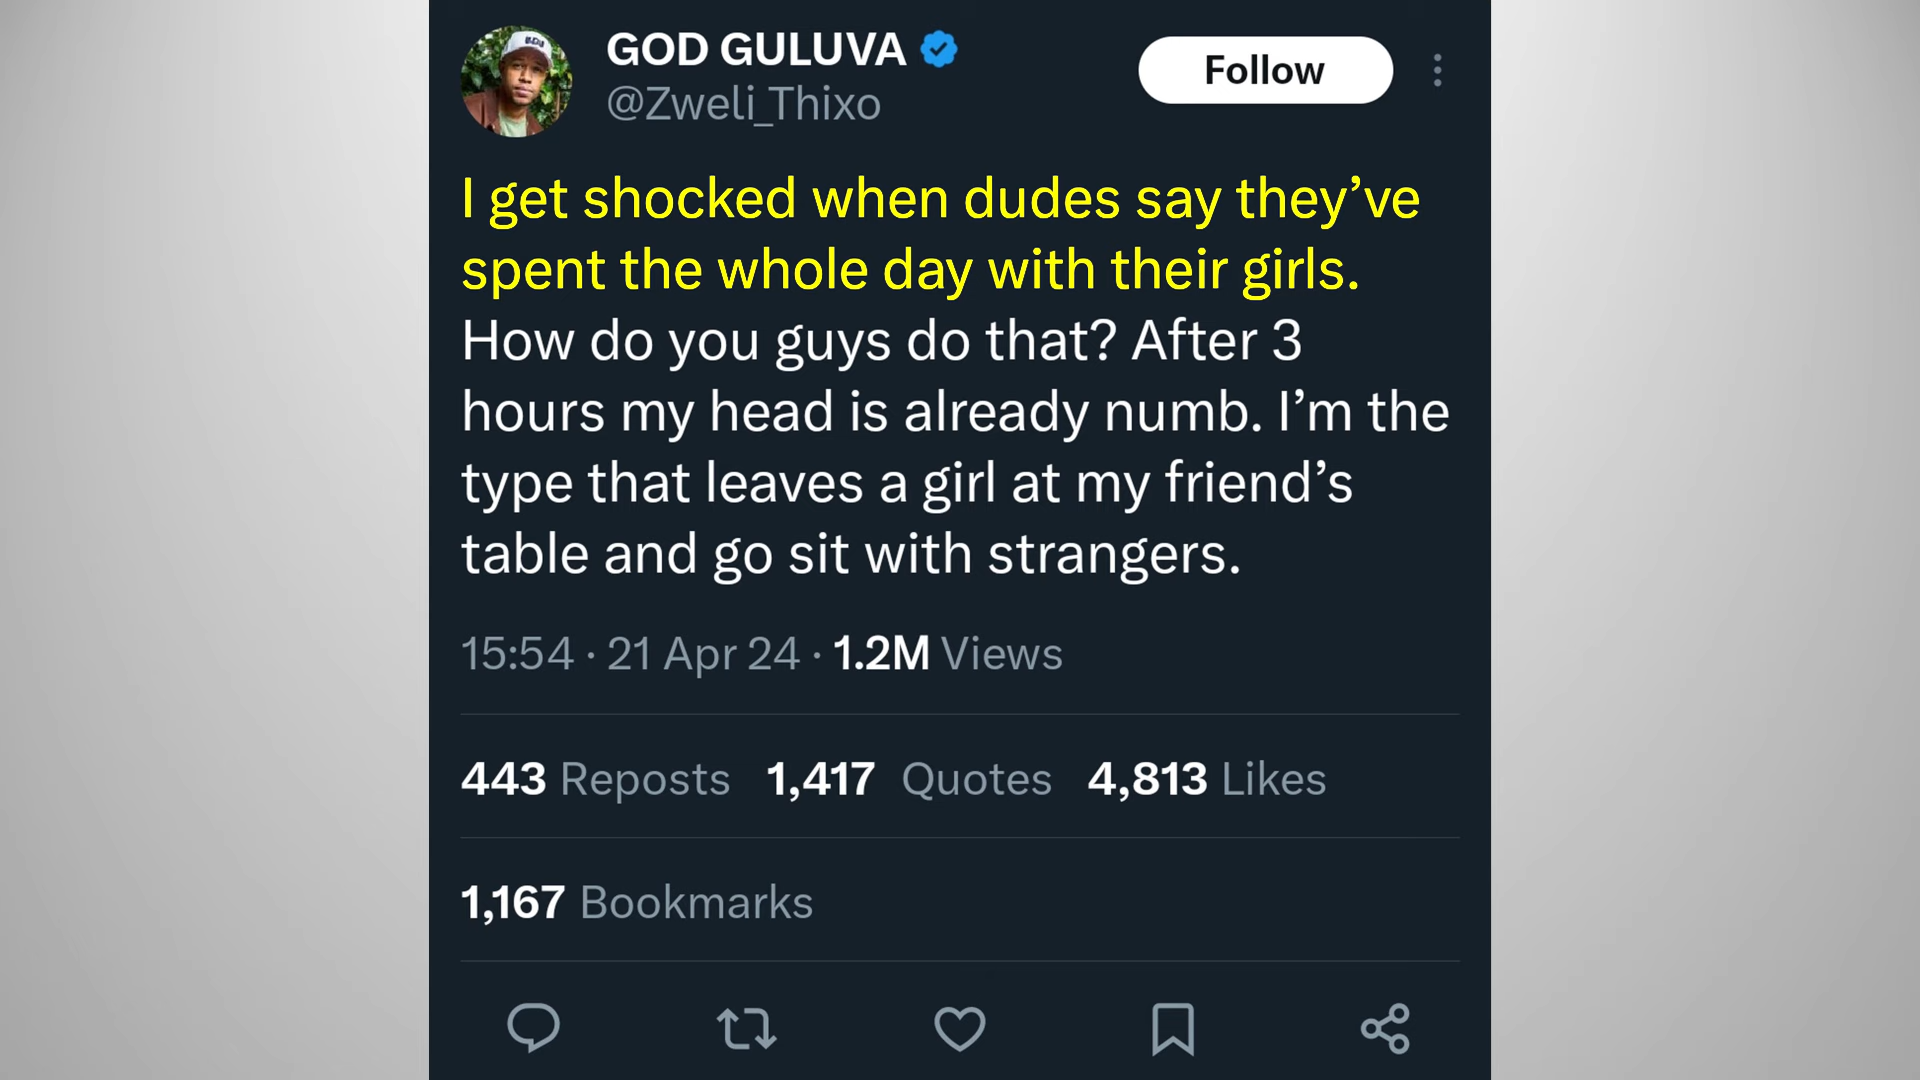 GOD GULUVA
@Zweli_Thixo
Follow
I get shocked when dudes say they’ve
spent the whole day with their girls.
How do you guys do that? After 3
hours my head is already numb. I’m the
type that leaves a girl at my friend’s
table and go sit with strangers.
15:54 · 21 Apr 24 · 1.2M Views
443 Reposts 1,417 Quotes 4,813 Likes
1,167 Bookmarks